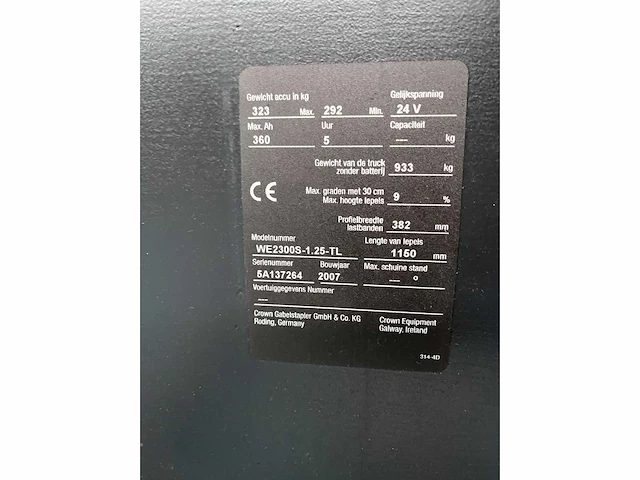 Gewicht accu in kg Gelijkspanning
323 Max. 292 Min. 24 V
Max. Ah Uur Capaciteit
360 5 --- kg
Gewicht van de truck
zonder batterij 933 kg
CE
Max. graden met 30 cm
Max. hoogte lepels 9 %
Profielbreedte
lastbanden 382 mm
Modelnummer Lengte van lepels
WE2300S-1.25-TL 1150 mm
Serienummer Bouwjaar Max. schuine stand
5A137264 2007 --- °
Voertuiggegevens Nummer
---
Crown Gabelstapler GmbH & Co. KG Crown Equipment
Roding, Germany Galway, Ireland
314-4D